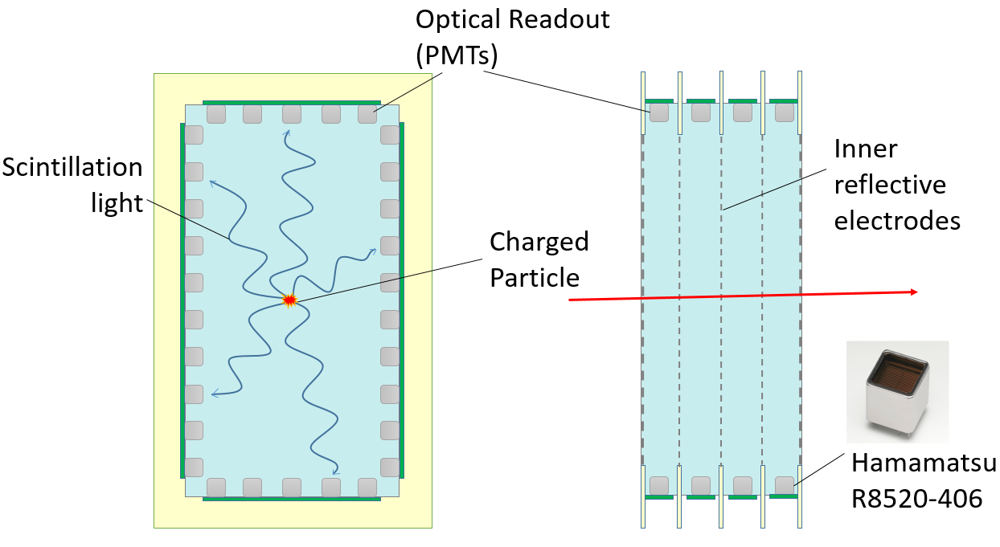 Optical Readout
(PMTs)
Scintillation
light
Inner
reflective
electrodes
Charged
Particle
Hamamatsu
R8520-406